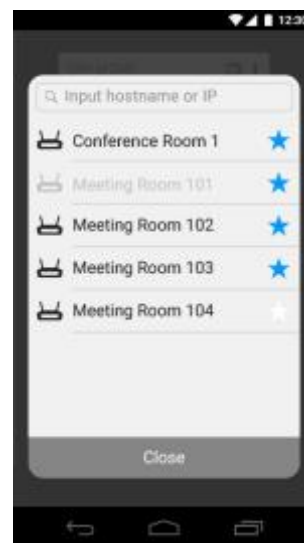 12:30
Input hostname or IP
Conference Room 1
Meeting Room 101
Meeting Room 102
Meeting Room 103
Meeting Room 104
Close